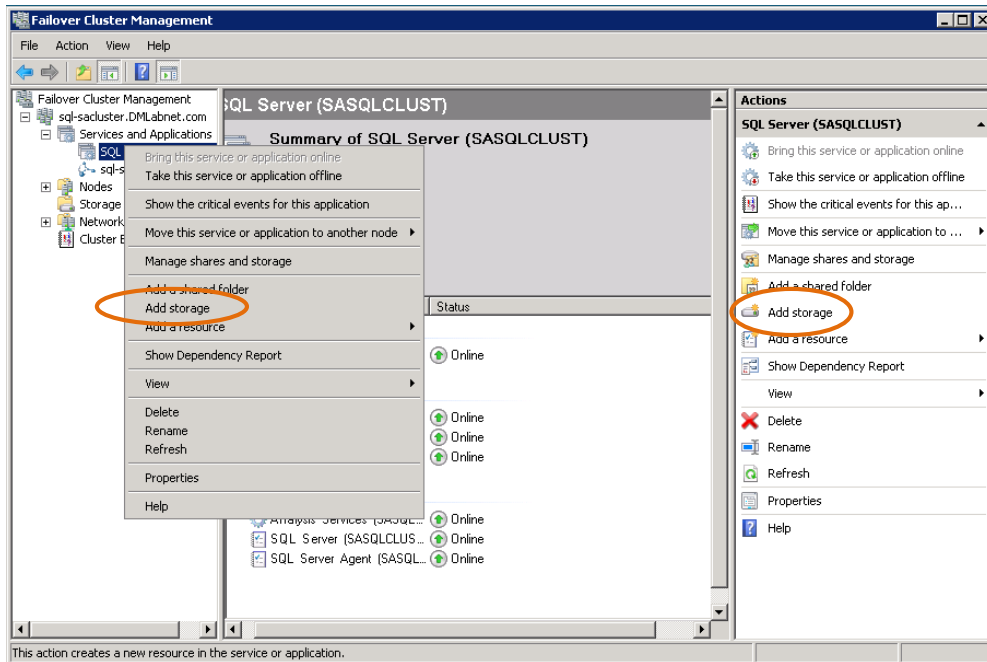 Failover Cluster Management
File Action View Help
Failover Cluster Management
sql-sacluster.DMLabnet.com
Services and Applications
SQL
sql-s
Nodes
Storage
Network
Cluster E
SQL Server (SASQLCLUST)
Summary of SQL Server (SASQLCLUST)
Bring this service or application online
Take this service or application offline
Show the critical events for this application
Move this service or application to another node
Manage shares and storage
Add a shared folder
Add storage
Add a resource
Show Dependency Report
View
Delete
Rename
Refresh
Properties
Help
Status
Online
Online
Online
Online
Analysis Services (SASQL... Online
SQL Server (SASQLCLUS... Online
SQL Server Agent (SASQL... Online
Actions
SQL Server (SASQLCLUST)
Bring this service or application online
Take this service or application offline
Show the critical events for this ap...
Move this service or application to ...
Manage shares and storage
Add a shared folder
Add storage
Add a resource
Show Dependency Report
View
Delete
Rename
Refresh
Properties
Help
This action creates a new resource in the service or application.